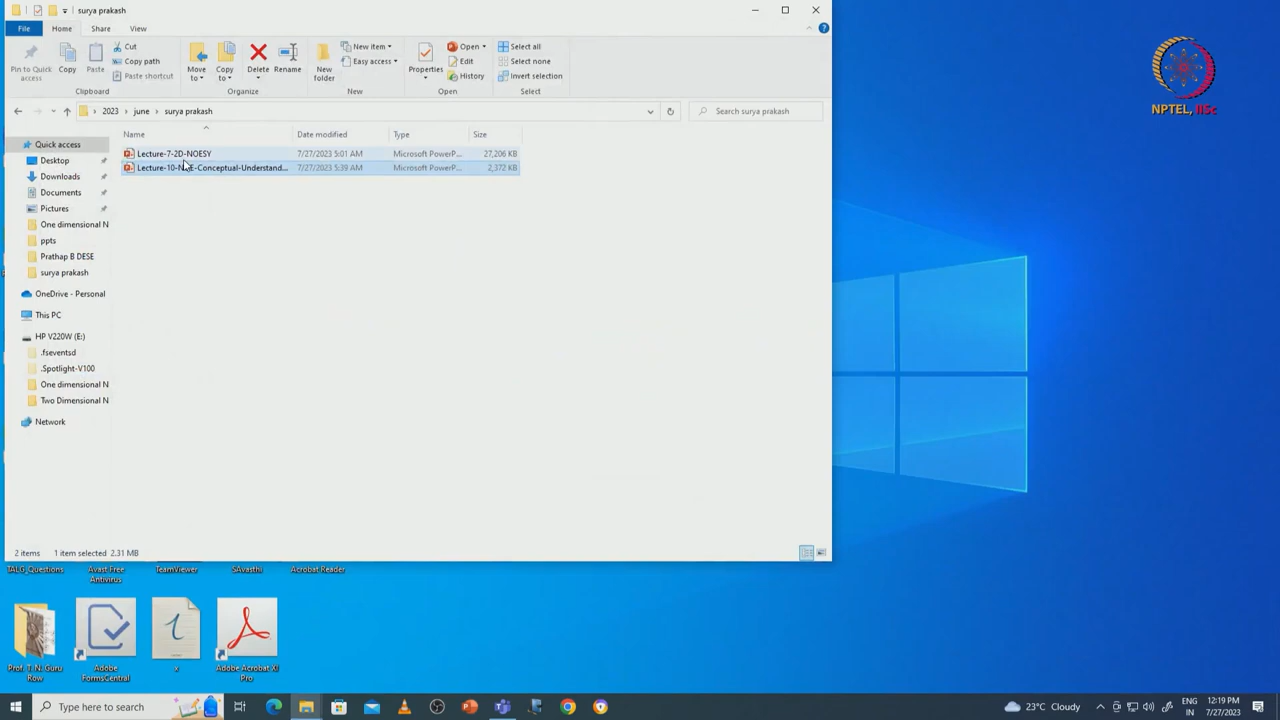 surya prakash
File Home Share View
Pin to Quick access
Copy
Paste
Cut
Copy path
Paste shortcut
Clipboard
Move to
Copy to
Delete
Rename
Organize
New folder
New item
Easy access
New
Properties
Open
Edit
History
Open
Select all
Select none
Invert selection
Select
2023 june surya prakash
Search surya prakash
Name Date modified Type Size
Lecture-7-2D-NOESY 7/27/2023 5:01 AM Microsoft PowerP... 27,206 KB
7/27/2023 5:39 AM Microsoft PowerP... 2,372 KB
Quick access
Desktop
Downloads
Documents
Pictures
One dimensional N
ppts
Prathap B DESE
surya prakash
OneDrive - Personal
This PC
HP V220W (E:)
.fseventsd
.Spotlight-V100
One dimensional N
Two Dimensional N
Network
2 items 1 item selected 2.31 MB
TALG_Questions
Avast Free Antivirus
TeamViewer
SAvasthi
Acrobat Reader
Prof. T. N. Guru Row
Adobe FormsCentral
x
Adobe Acrobat XI Pro
NPTEL, IISc
Type here to search
23°C Cloudy
ENG
IN
12:19 PM
7/27/2023